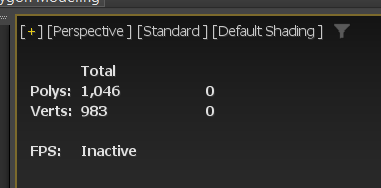 ygon Modeling
[ + ] [Perspective ] [Standard ] [Default Shading ]
Total
Polys: 1,046 0
Verts: 983 0
FPS: Inactive